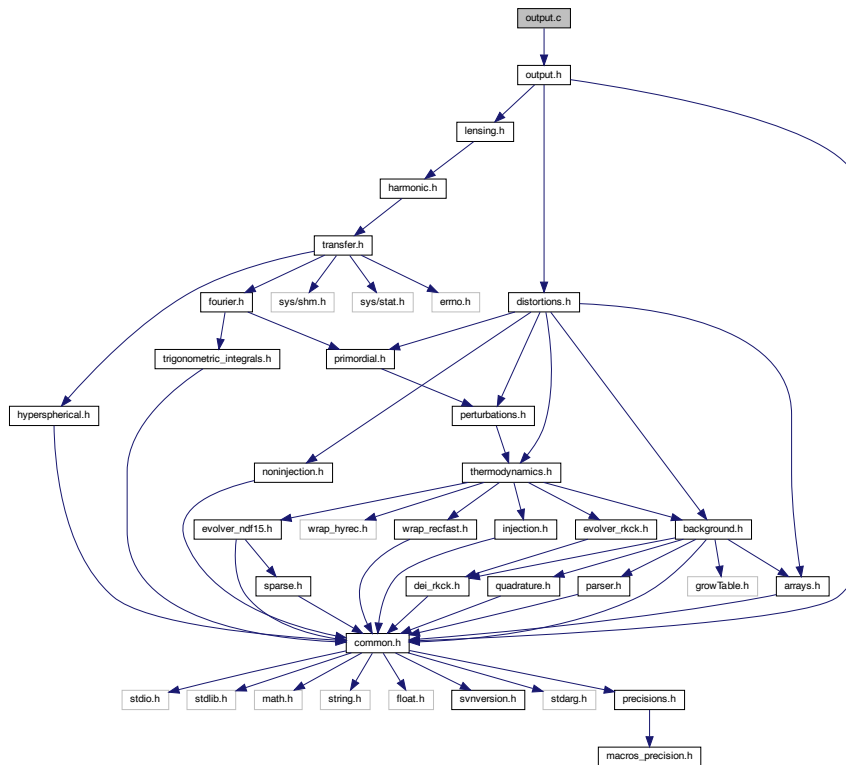 output.c
output.h
lensing.h
harmonic.h
transfer.h
fourier.h
sys/shm.h
sys/stat.h
errno.h
distortions.h
trigonometric_integrals.h
primordial.h
hyperspherical.h
perturbations.h
noninjection.h
thermodynamics.h
evolver_ndf15.h
wrap_hyrec.h
wrap_recfast.h
injection.h
evolver_rkck.h
background.h
sparse.h
dei_rkck.h
quadrature.h
parser.h
growTable.h
arrays.h
common.h
stdio.h
stdlib.h
math.h
string.h
float.h
svnversion.h
stdarg.h
precisions.h
macros_precision.h